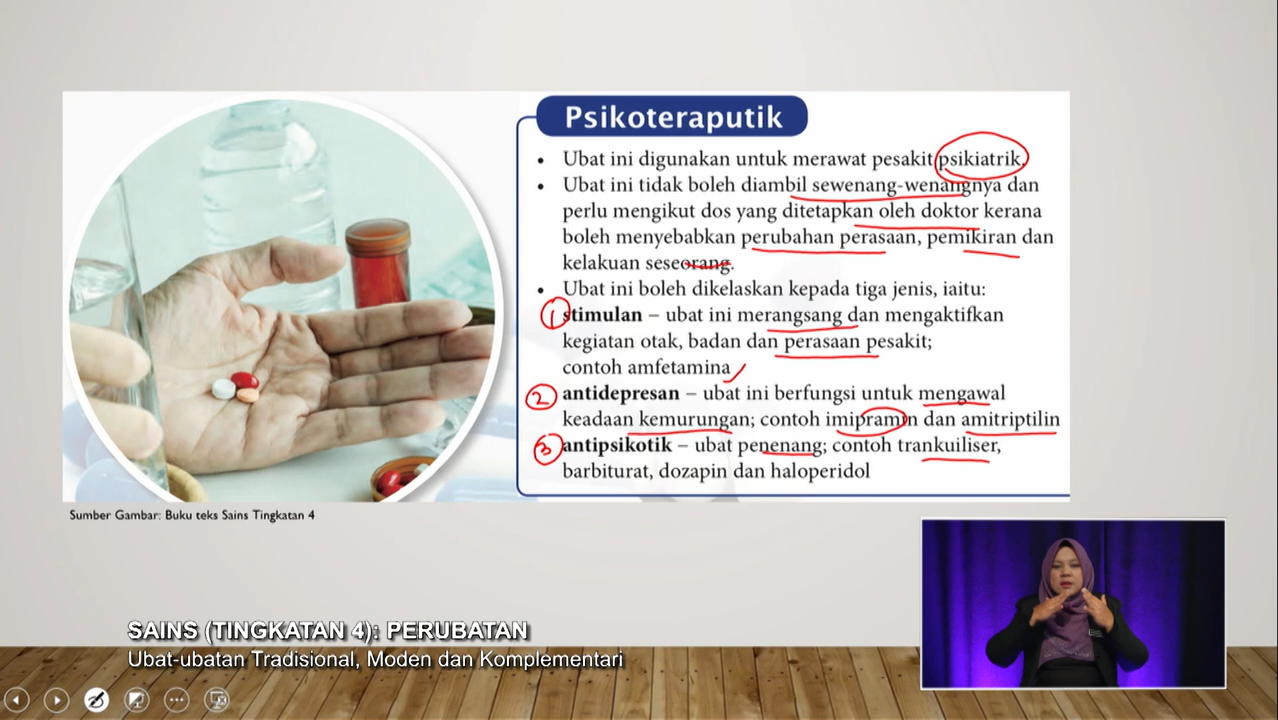 Psikoteraputik
• Ubat ini digunakan untuk merawat pesakit psikiatrik.
• Ubat ini tidak boleh diambil sewenang-wenangnya dan
perlu mengikut dos yang ditetapkan oleh doktor kerana
boleh menyebabkan perubahan perasaan, pemikiran dan
kelakuan seseorang.
• Ubat ini boleh dikelaskan kepada tiga jenis, iaitu:
1 stimulan – ubat ini merangsang dan mengaktifkan
kegiatan otak, badan dan perasaan pesakit;
contoh amfetamina
2 antidepresan – ubat ini berfungsi untuk mengawal
keadaan kemurungan; contoh imipramin dan amitriptilin
3 antipsikotik – ubat penenang; contoh trankuiliser,
barbiturat, dozapin dan haloperidol
Sumber Gambar: Buku teks Sains Tingkatan 4
SAINS (TINGKATAN 4): PERUBATAN
Ubat-ubatan Tradisional, Moden dan Komplementari